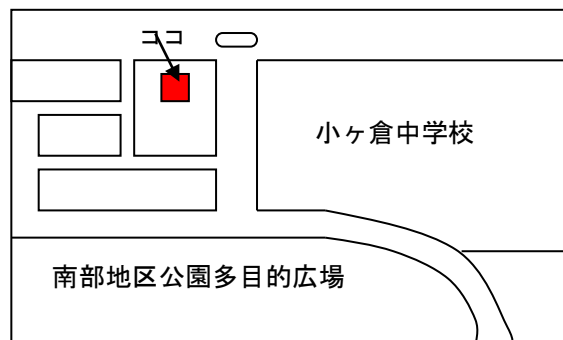 ココ
小ヶ倉中学校
南部地区公園多目的広場